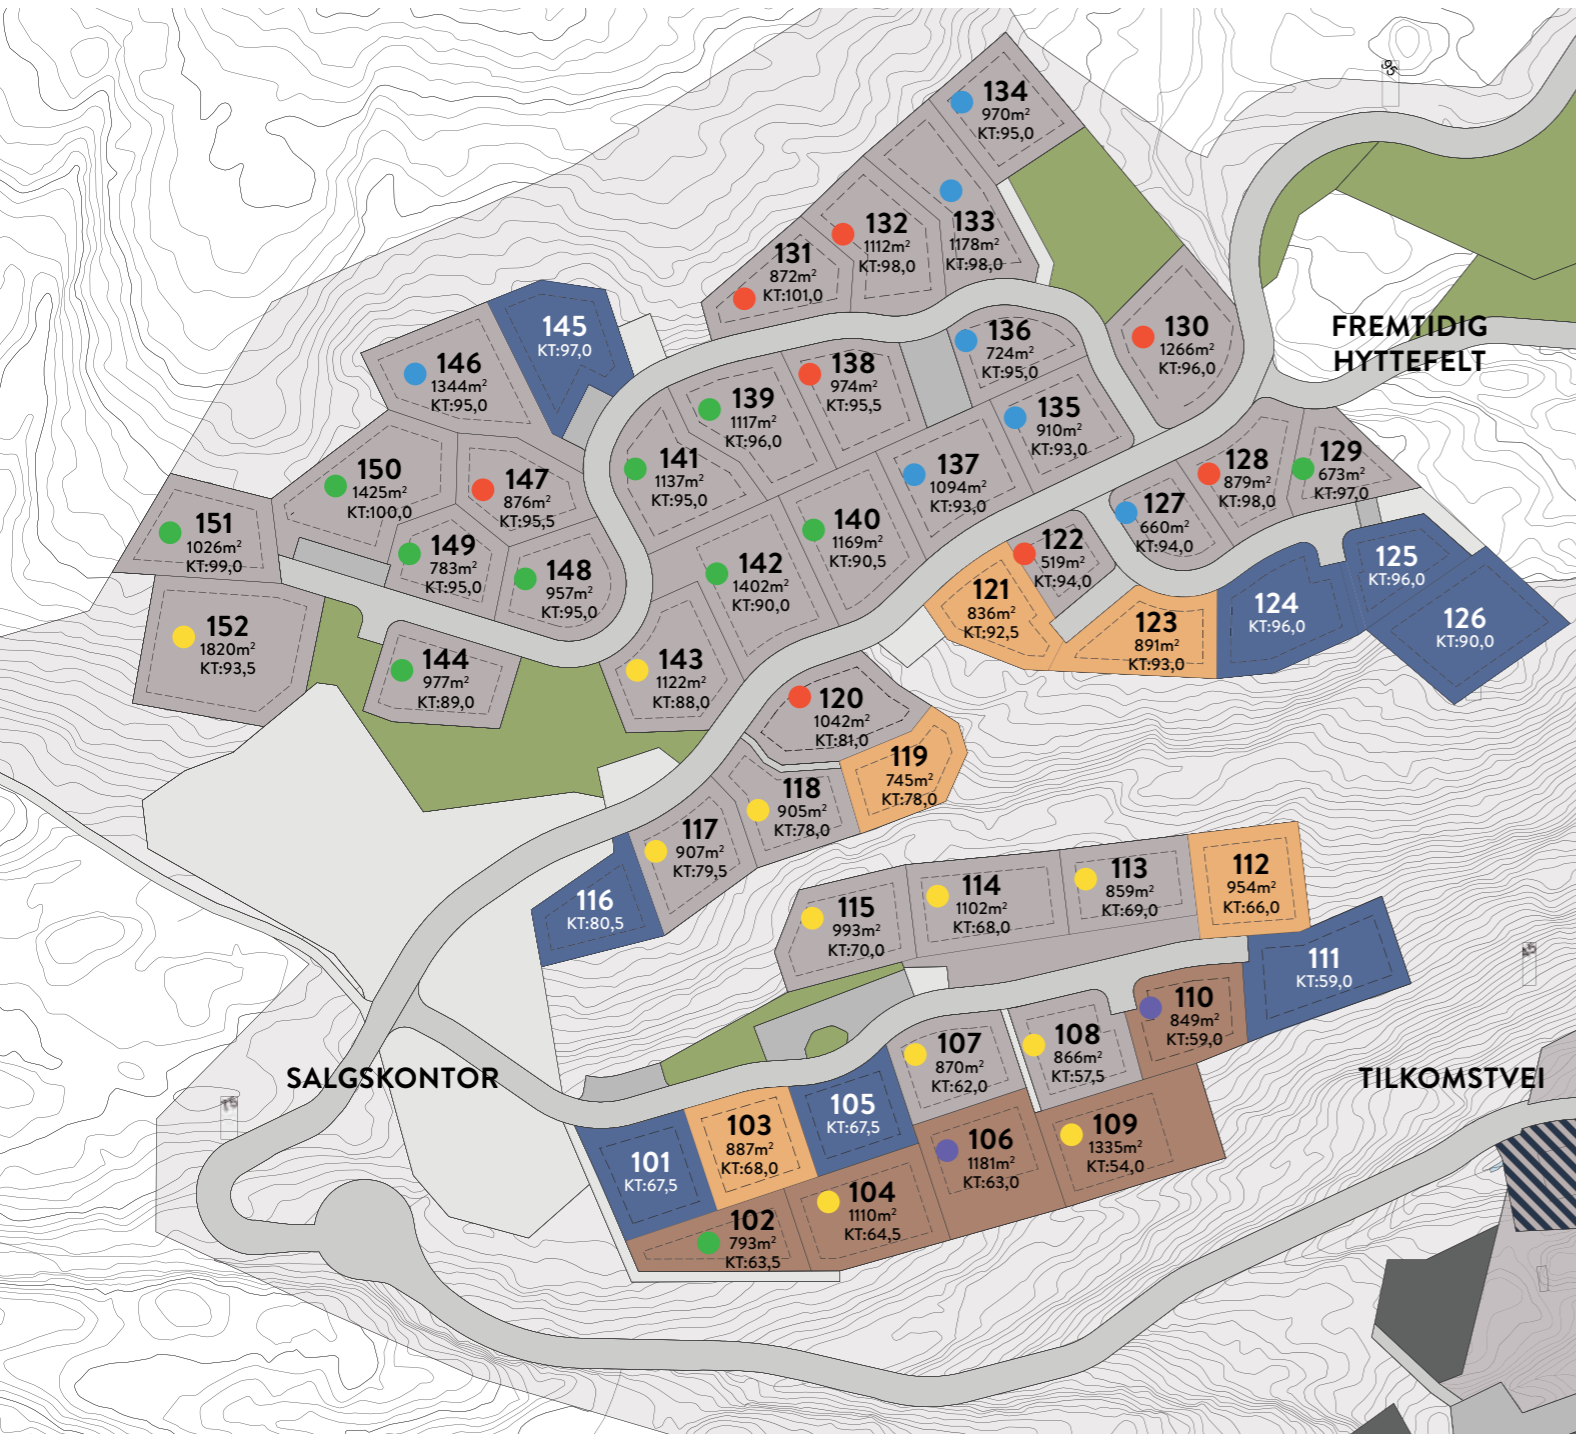 134
970m²
KT:95,0
133
1178m²
KT:98,0
132
1112m²
KT:98,0
131
872m²
KT:101,0
130
1266m²
KT:96,0
FREMTIDIG
HYTTEFELT
145
KT:97,0
146
1344m²
KT:95,0
136
724m²
KT:95,0
138
974m²
KT:95,5
139
1117m²
KT:96,0
135
910m²
KT:93,0
141
1137m²
KT:95,0
137
1094m²
KT:93,0
128
879m²
KT:98,0
129
673m²
KT:97,0
150
1425m²
KT:100,0
147
876m²
KT:95,5
151
1026m²
KT:99,0
149
783m²
KT:95,0
148
957m²
KT:95,0
140
1169m²
KT:90,5
142
1402m²
KT:90,0
127
660m²
KT:94,0
122
519m²
KT:94,0
121
836m²
KT:92,5
123
891m²
KT:93,0
124
KT:96,0
125
KT:96,0
126
KT:90,0
152
1820m²
KT:93,5
144
977m²
KT:89,0
143
1122m²
KT:88,0
120
1042m²
KT:81,0
119
745m²
KT:78,0
118
905m²
KT:78,0
117
907m²
KT:79,5
116
KT:80,5
115
993m²
KT:70,0
114
1102m²
KT:68,0
113
859m²
KT:69,0
112
954m²
KT:66,0
111
KT:59,0
110
849m²
KT:59,0
108
866m²
KT:57,5
107
870m²
KT:62,0
SALGSKONTOR
TILKOMSTVEI
105
KT:67,5
103
887m²
KT:68,0
101
KT:67,5
106
1181m²
KT:63,0
109
1335m²
KT:54,0
104
1110m²
KT:64,5
102
793m²
KT:63,5